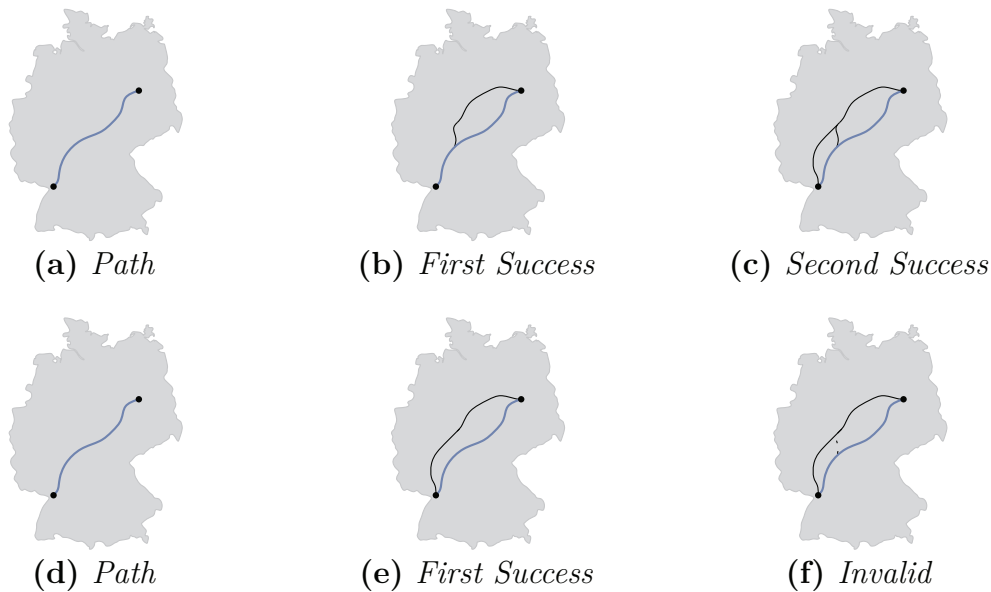 (a) Path
(b) First Success
(c) Second Success
(d) Path
(e) First Success
(f) Invalid